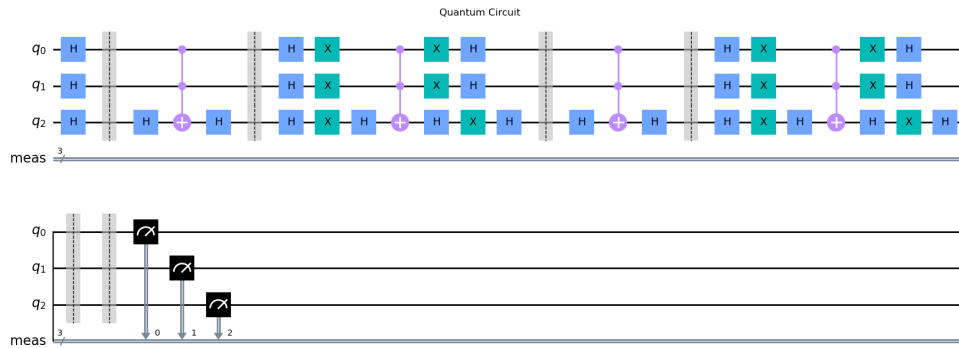 Quantum Circuit
q0 H H X X H H X X H
q1 H H X X H H X X H
q2 H H H H X H H X H H H H X H H X H
meas 3
q0
q1
q2
meas 3 0 1 2